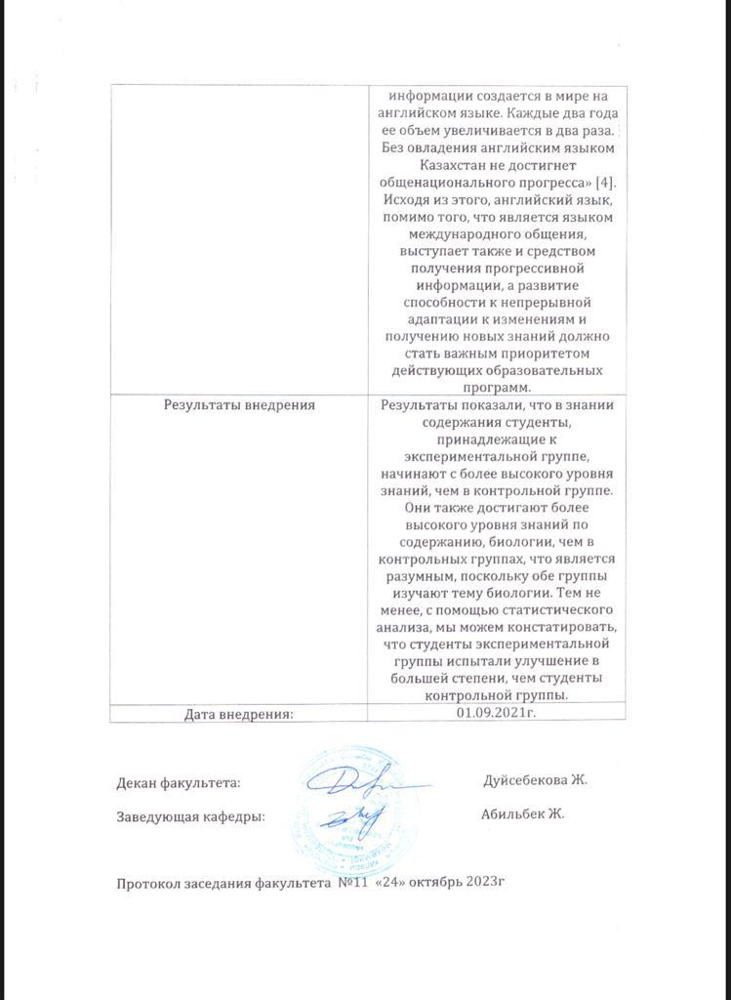 информации создается в мире на
английском языке. Каждые два года
ее объем увеличивается в два раза.
Без овладения английским языком
Казахстан не достигнет
общенационального прогресса» [4].
Исходя из этого, английский язык,
помимо того, что является языком
международного общения,
выступает также и средством
получения прогрессивной
информации, а развитие
способности к непрерывной
адаптации к изменениям и
получению новых знаний должно
стать важным приоритетом
действующих образовательных
программ.
Результаты внедрения
Результаты показали, что в знании
содержания студенты,
принадлежащие к
экспериментальной группе,
начинают с более высокого уровня
знаний, чем в контрольной группе.
Они также достигают более
высокого уровня знаний по
содержанию, биологии, чем в
контрольных группах, что является
разумным, поскольку обе группы
изучают тему биологии. Тем не
менее, с помощью статистического
анализа, мы можем констатировать,
что студенты экспериментальной
группы испытали улучшение в
большей степени, чем студенты
контрольной группы.
Дата внедрения: 01.09.2021г.
Декан факультета: Дуйсебекова Ж.
Заведующая кафедры: Абильбек Ж.
Протокол заседания факультета №11 «24» октябрь 2023г